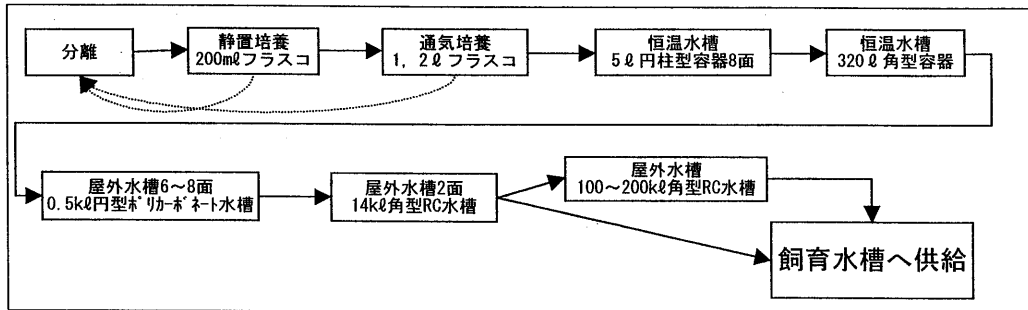 分離
静置培養
200mℓフラスコ
通気培養
1，2ℓフラスコ
恒温水槽
5ℓ円柱型容器8面
恒温水槽
320ℓ角型容器
屋外水槽6～8面
0.5kℓ円型ﾎﾟﾘｶｰﾎﾞﾈｰﾄ水槽
屋外水槽2面
14kℓ角型RC水槽
屋外水槽
100～200kℓ角型RC水槽
飼育水槽へ供給